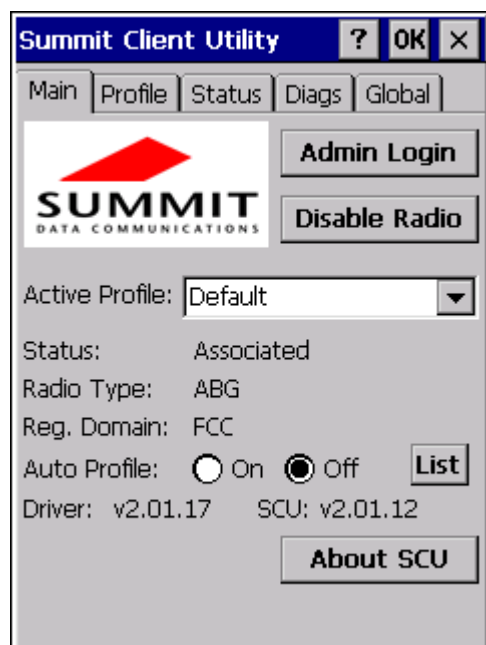 Summit Client Utility ? OK ×
Main Profile Status Diags Global
SUMMIT
DATA COMMUNICATIONS
Admin Login
Disable Radio
Active Profile: Default
Status: Associated
Radio Type: ABG
Reg. Domain: FCC
Auto Profile: On Off List
Driver: v2.01.17 SCU: v2.01.12
About SCU